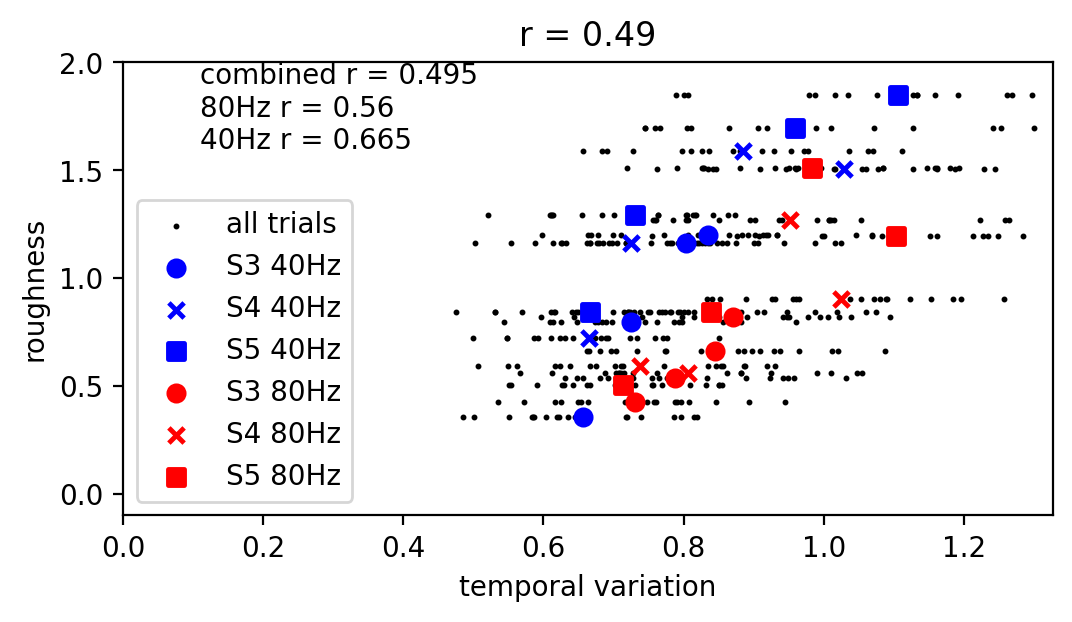 r = 0.49
combined r = 0.495
80Hz r = 0.56
40Hz r = 0.665
all trials
S3 40Hz
S4 40Hz
S5 40Hz
S3 80Hz
S4 80Hz
S5 80Hz
roughness
2.0
1.5
1.0
0.5
0.0
0.0 0.2 0.4 0.6 0.8 1.0 1.2
temporal variation